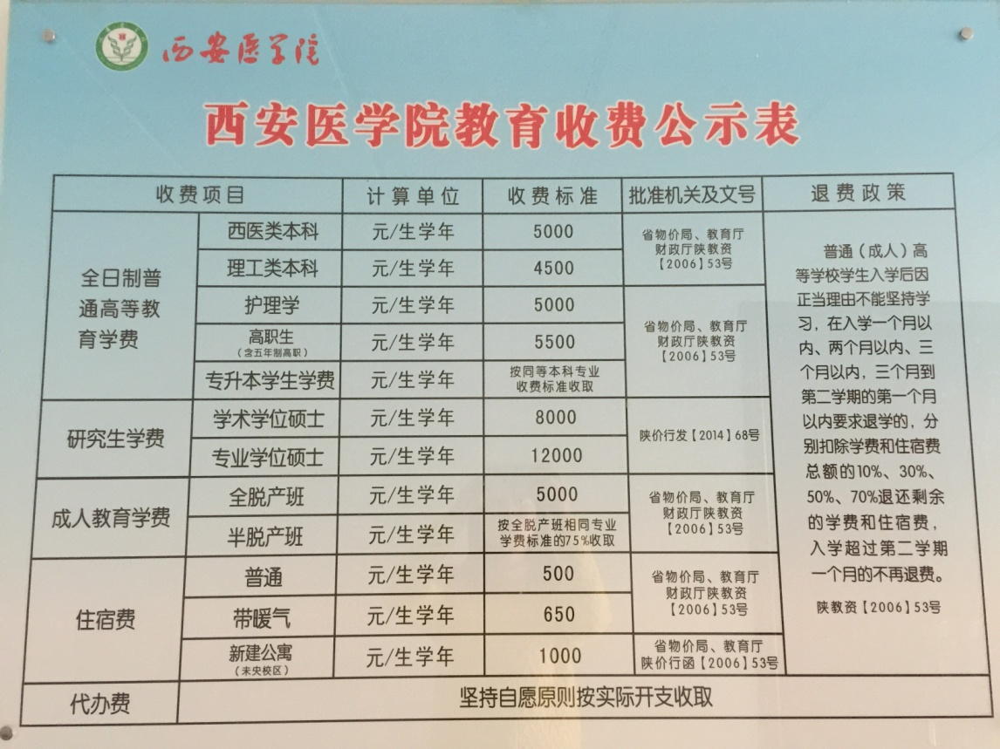 西安医学院
西安医学院教育收费公示表
收费项目 计算单位 收费标准 批准机关及文号 退费政策
全日制普
通高等教
育学费
西医类本科 元/生学年 5000
理工类本科 元/生学年 4500
省物价局、教育厅
财政厅陕教资
【2006】53号
护理学 元/生学年 5000
高职生
(含五年制高职)
元/生学年 5500
专升本学生学费 元/生学年
按同等本科专业
收费标准收取
省物价局、教育厅
财政厅陕教资
【2006】53号
研究生学费
学术学位硕士 元/生学年 8000
专业学位硕士 元/生学年 12000
陕价行发【2014】68号
成人教育学费
全脱产班 元/生学年 5000
半脱产班 元/生学年
按全脱产班相同专业
学费标准的75%收取
省物价局、教育厅
财政厅陕教资
【2006】53号
住宿费
普通 元/生学年 500
带暖气 元/生学年 650
省物价局、教育厅
财政厅陕教资
【2006】53号
新建公寓
(未央校区)
元/生学年 1000
省物价局、教育厅
陕价行函【2006】53号
代办费 坚持自愿原则按实际开支收取
普通(成人)高
等学校学生入学后因
正当理由不能坚持学
习,在入学一个月以
内、两个月以内、三
个月以内,三个月到
第二学期的第一个月
以内要求退学的,分
别扣除学费和住宿费
总额的10%、30%、
50%、70%退还剩余
的学费和住宿费,
入学超过第二学期
一个月的不再退费。
陕教资【2006】53号